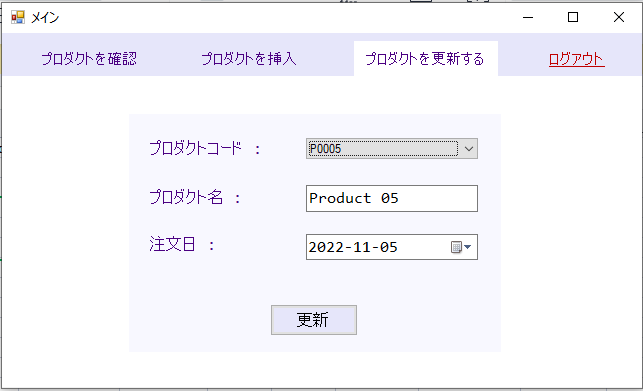 メイン
プロダクトを確認 プロダクトを挿入 プロダクトを更新する ログアウト
プロダクトコード : P0005
プロダクト名 : Product 05
注文日 : 2022-11-05
更新